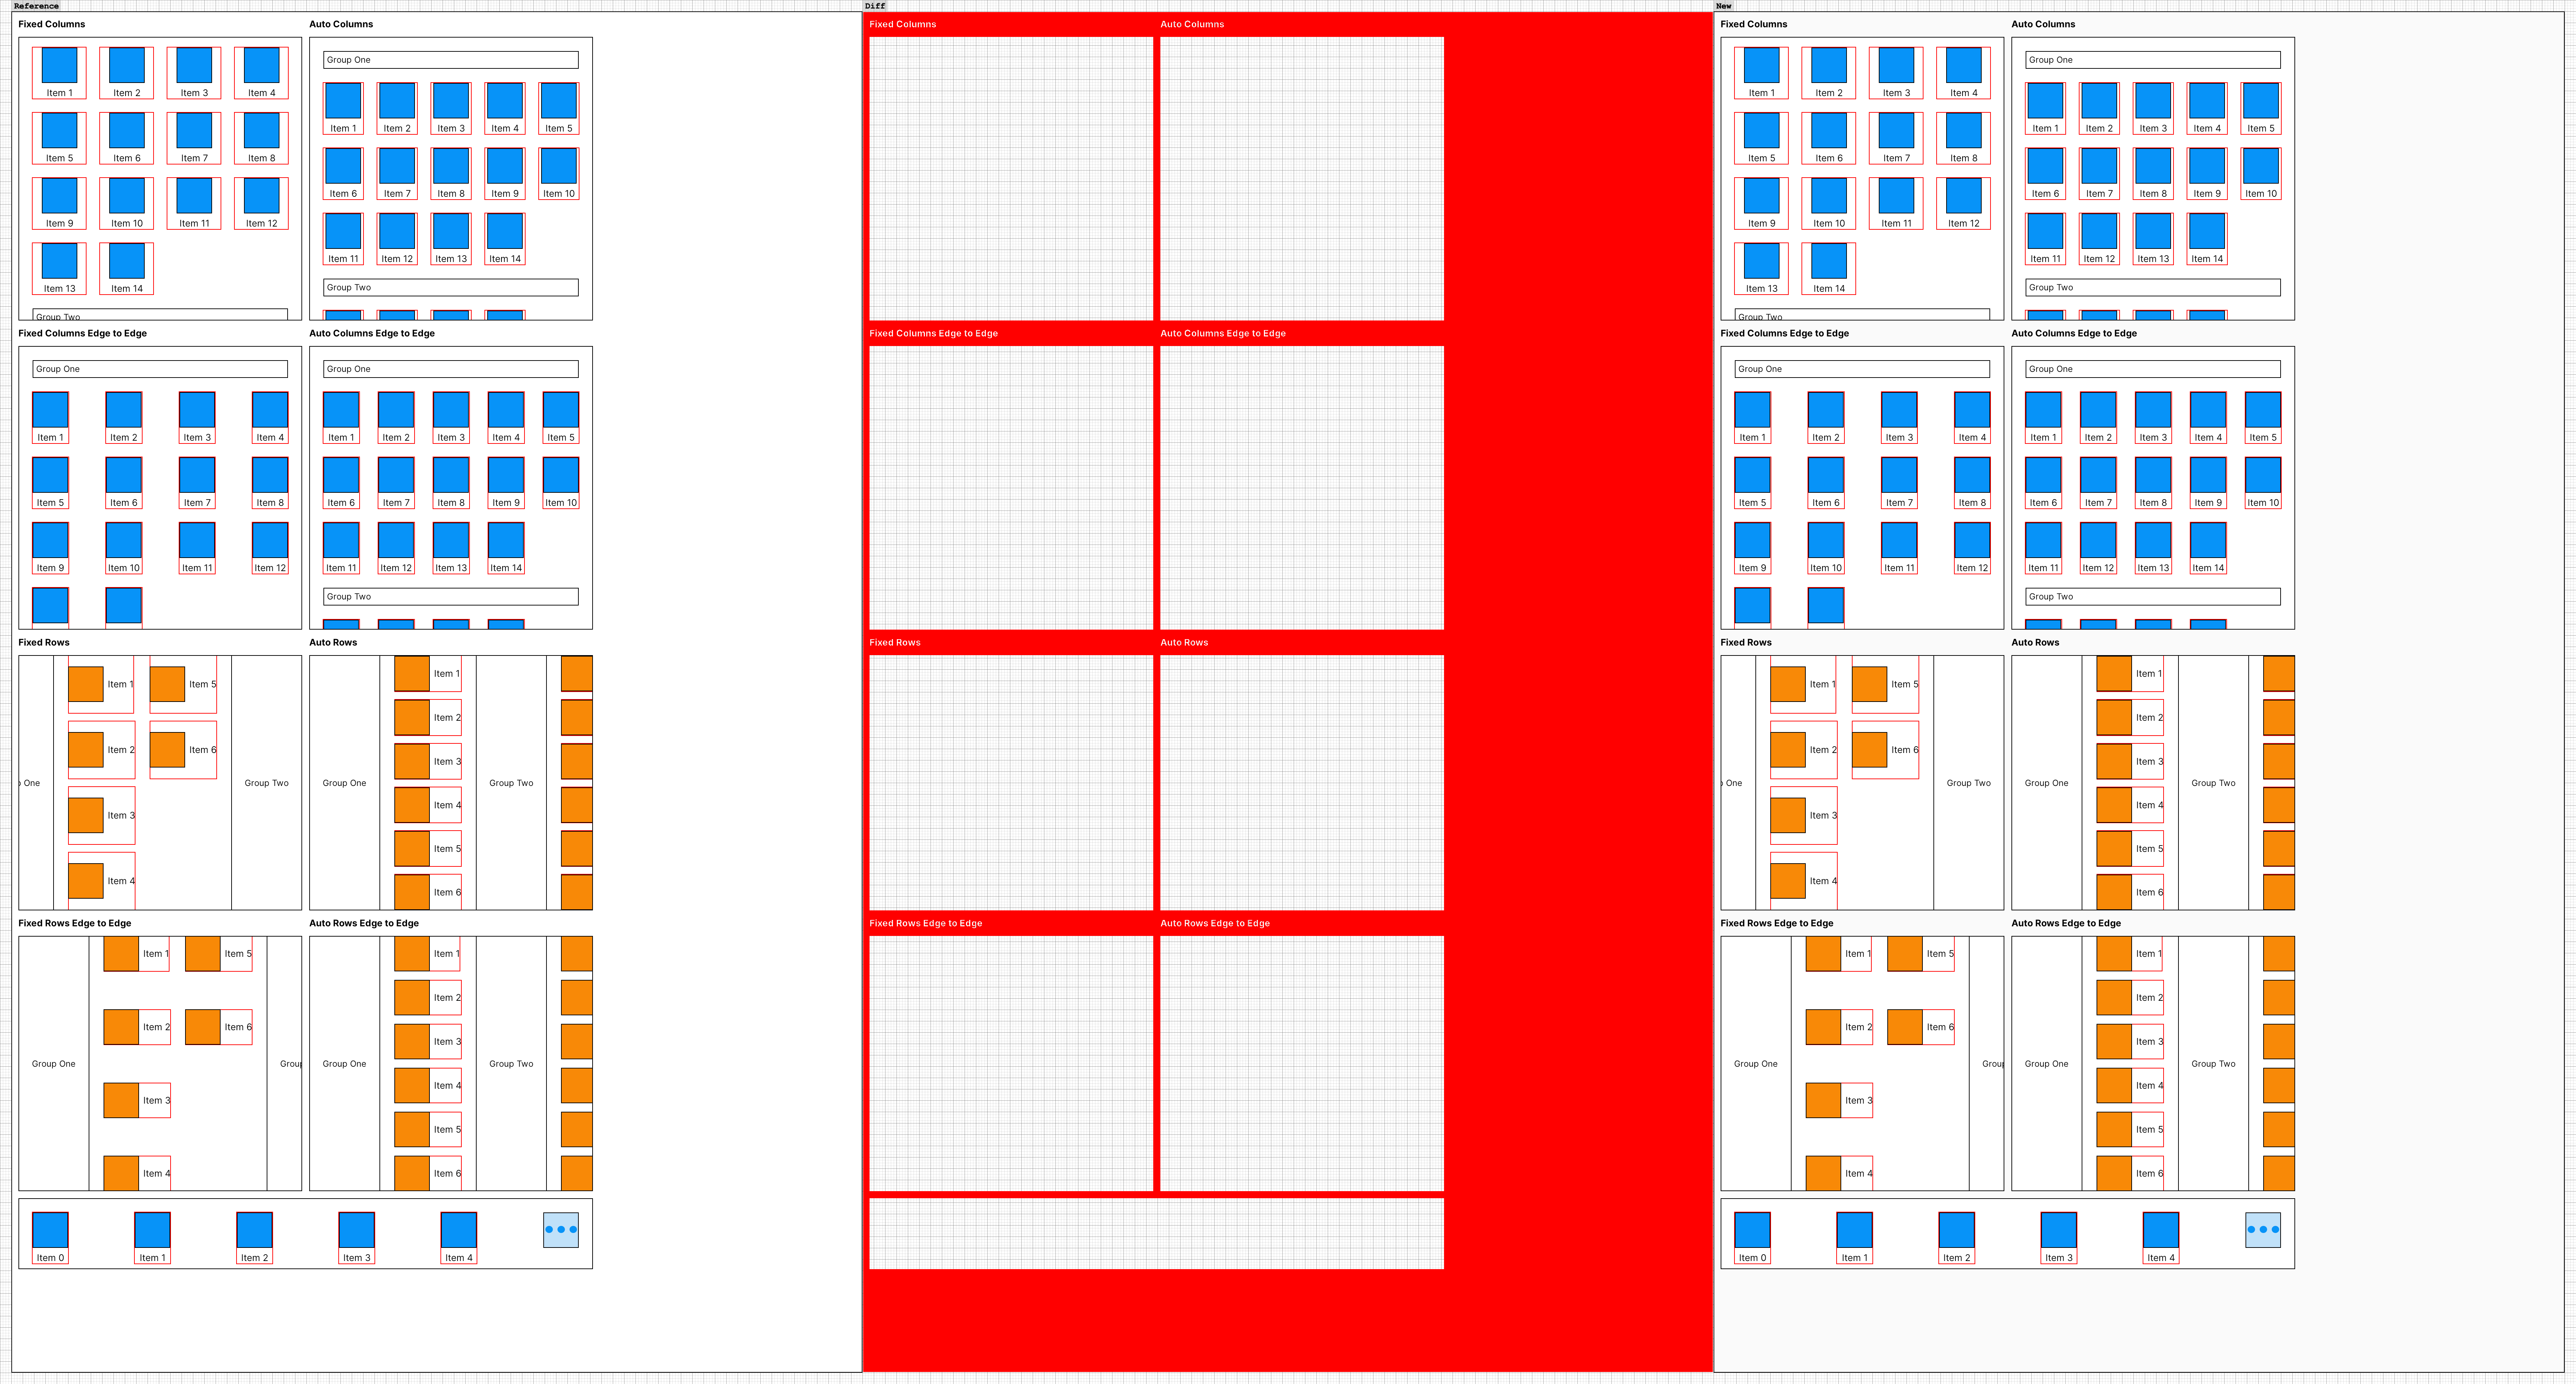 Reference
Fixed Columns
Auto Columns
Item 1 Item 2 Item 3 Item 4
Item 5 Item 6 Item 7 Item 8
Item 9 Item 10 Item 11 Item 12
Item 13 Item 14
Group Two
Group One
Item 1 Item 2 Item 3 Item 4 Item 5
Item 6 Item 7 Item 8 Item 9 Item 10
Item 11 Item 12 Item 13 Item 14
Group Two
Fixed Columns Edge to Edge
Auto Columns Edge to Edge
Group One
Item 1 Item 2 Item 3 Item 4
Item 5 Item 6 Item 7 Item 8
Item 9 Item 10 Item 11 Item 12
Group One
Item 1 Item 2 Item 3 Item 4 Item 5
Item 6 Item 7 Item 8 Item 9 Item 10
Item 11 Item 12 Item 13 Item 14
Group Two
Fixed Rows
Auto Rows
Item 1 Item 5
Item 2 Item 6
One
Group Two
Item 3
Item 4
Item 1
Item 2
Item 3
Group One
Group Two
Item 4
Item 5
Item 6
Fixed Rows Edge to Edge
Auto Rows Edge to Edge
Item 1 Item 5
Item 2 Item 6
Group One
Grou
Item 3
Item 4
Item 1
Item 2
Item 3
Group One
Group Two
Item 4
Item 5
Item 6
Item 0 Item 1 Item 2 Item 3 Item 4
Diff
Fixed Columns
Auto Columns
Fixed Columns Edge to Edge
Auto Columns Edge to Edge
Fixed Rows
Auto Rows
Fixed Rows Edge to Edge
Auto Rows Edge to Edge
New
Fixed Columns
Auto Columns
Item 1 Item 2 Item 3 Item 4
Item 5 Item 6 Item 7 Item 8
Item 9 Item 10 Item 11 Item 12
Item 13 Item 14
Group Two
Group One
Item 1 Item 2 Item 3 Item 4 Item 5
Item 6 Item 7 Item 8 Item 9 Item 10
Item 11 Item 12 Item 13 Item 14
Group Two
Fixed Columns Edge to Edge
Auto Columns Edge to Edge
Group One
Item 1 Item 2 Item 3 Item 4
Item 5 Item 6 Item 7 Item 8
Item 9 Item 10 Item 11 Item 12
Group One
Item 1 Item 2 Item 3 Item 4 Item 5
Item 6 Item 7 Item 8 Item 9 Item 10
Item 11 Item 12 Item 13 Item 14
Group Two
Fixed Rows
Auto Rows
Item 1 Item 5
Item 2 Item 6
One
Group Two
Item 3
Item 4
Item 1
Item 2
Item 3
Group One
Group Two
Item 4
Item 5
Item 6
Fixed Rows Edge to Edge
Auto Rows Edge to Edge
Item 1 Item 5
Item 2 Item 6
Group One
Grou
Item 3
Item 4
Item 1
Item 2
Item 3
Group One
Group Two
Item 4
Item 5
Item 6
Item 0 Item 1 Item 2 Item 3 Item 4